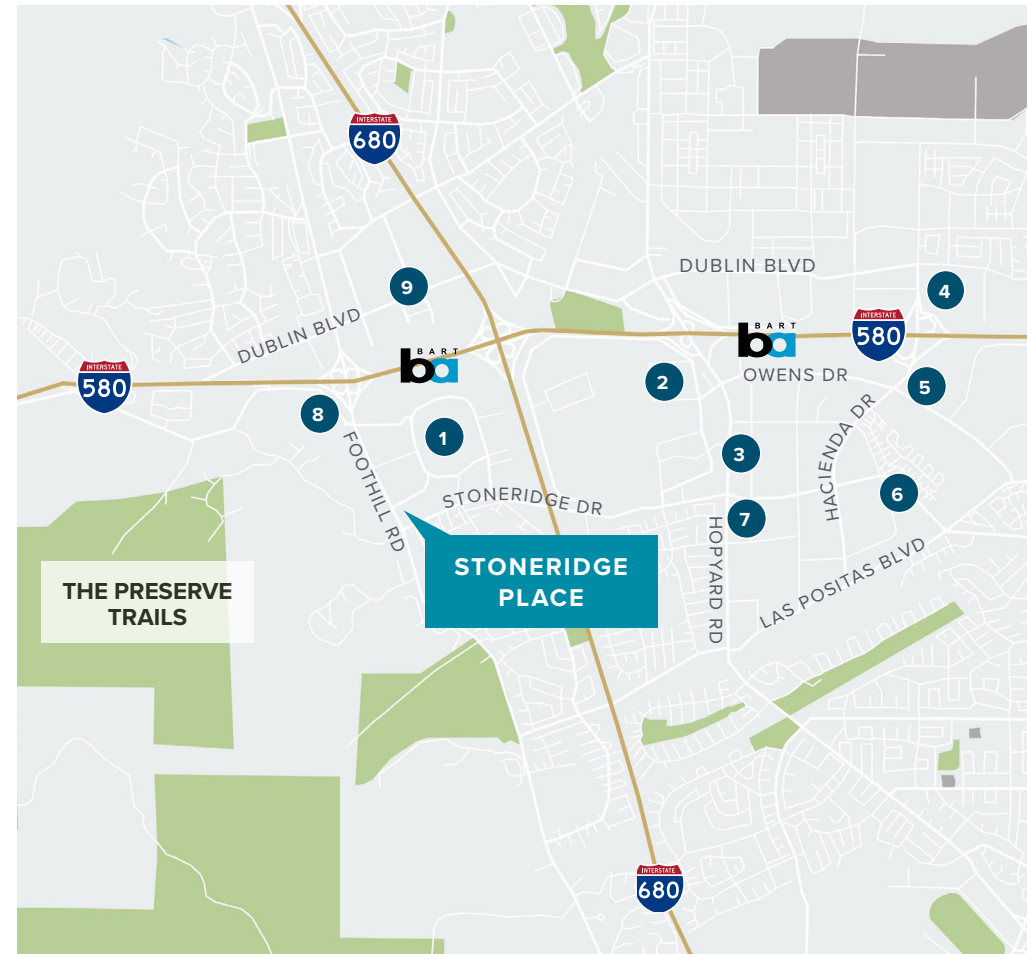 INTERSTATE
680
DUBLIN BLVD
4
9
INTERSTATE
580
BART
ba
DUBLIN BLVD
BART
ba
INTERSTATE
580
2
OWENS DR
5
8
1
FOOTHILL RD
3
HACIENDA DR
6
STONERIDGE DR
7
HOPYARD RD
STONERIDGE
PLACE
THE PRESERVE
TRAILS
LAS POSITAS BLVD
INTERSTATE
680